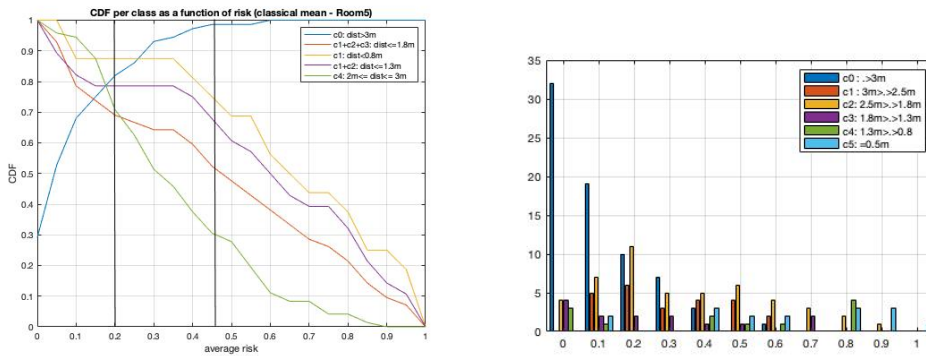 CDF per class as a function of risk (classical mean - Room5)
1
0.9
0.8
0.7
0.6
0.5
0.4
0.3
0.2
0.1
0
CDF
c0: dist>3m
c1+c2+c3: dist<=1.8m
c1: dist<0.8m
c1+c2: dist<=1.3m
c4: 2m<= dist<= 3m
0 0.1 0.2 0.3 0.4 0.5 0.6 0.7 0.8 0.9 1
average risk
35
30
25
20
15
10
5
0
c0 : .>3m
c1 : 3m>.>2.5m
c2: 2.5m>.>1.8m
c3: 1.8m>.>1.3m
c4: 1.3m>.>0.8
c5: =0.5m
0 0.1 0.2 0.3 0.4 0.5 0.6 0.7 0.8 0.9 1